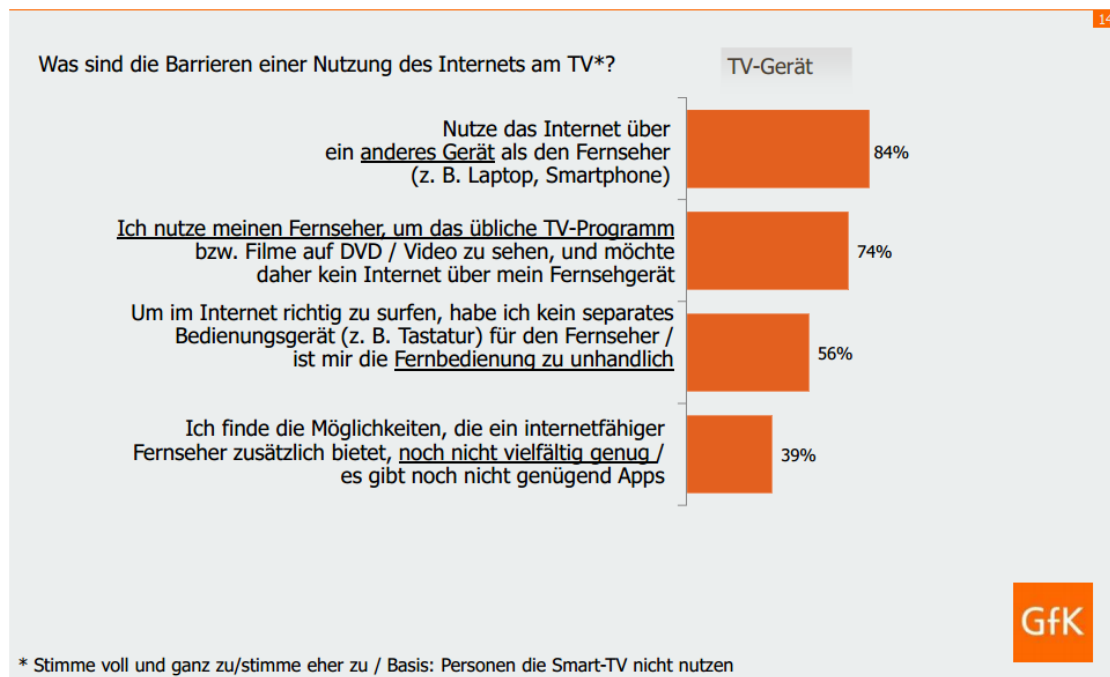 14
Was sind die Barrieren einer Nutzung des Internets am TV*?
TV-Gerät
Nutze das Internet über
ein anderes Gerät als den Fernseher
(z. B. Laptop, Smartphone)
84%
Ich nutze meinen Fernseher, um das übliche TV-Programm
bzw. Filme auf DVD / Video zu sehen, und möchte
daher kein Internet über mein Fernsehgerät
74%
Um im Internet richtig zu surfen, habe ich kein separates
Bedienungsgerät (z. B. Tastatur) für den Fernseher /
ist mir die Fernbedienung zu unhandlich
56%
Ich finde die Möglichkeiten, die ein internetfähiger
Fernseher zusätzlich bietet, noch nicht vielfältig genug /
es gibt noch nicht genügend Apps
39%
GfK
* Stimme voll und ganz zu/stimme eher zu / Basis: Personen die Smart-TV nicht nutzen